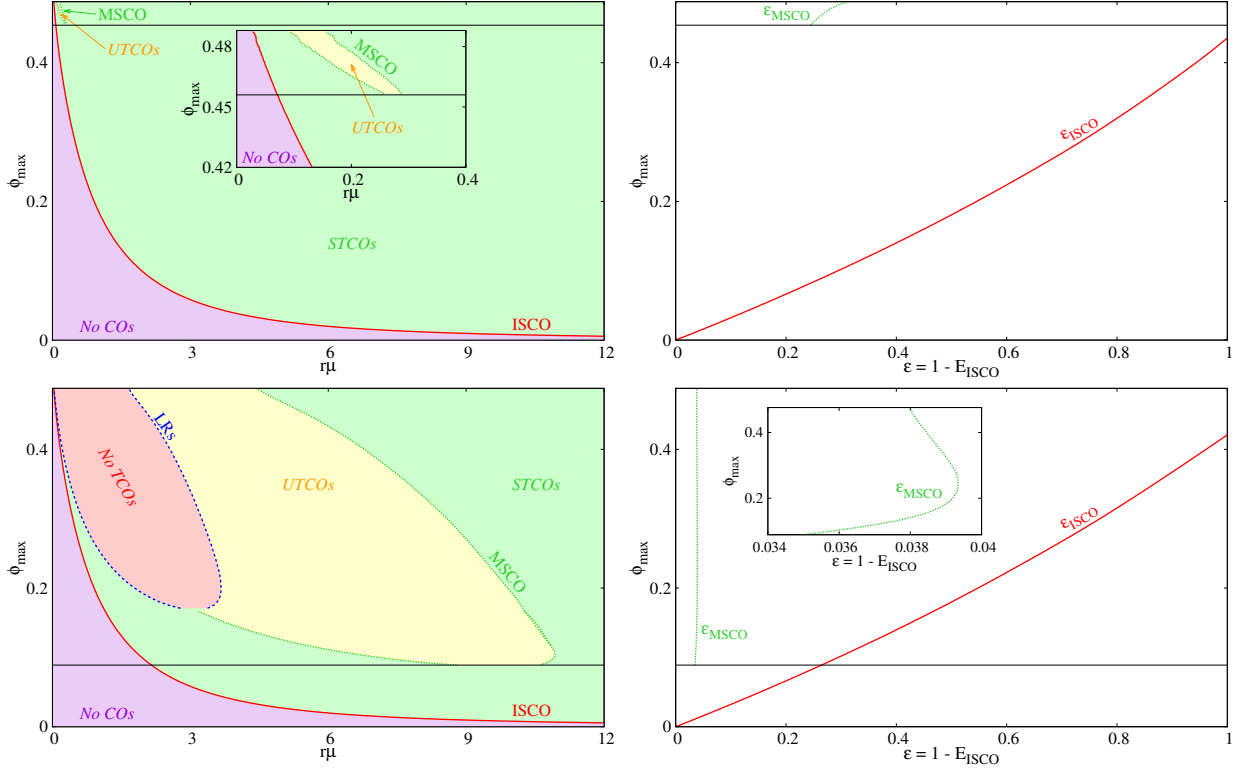 MSCO
UTCOs
MSCO
UTCOs
No COs
0.48
0.45
0.42
ϕmax
0
0.2
0.4
rμ
STCOs
No COs
ISCO
0.4
0.2
0
ϕmax
0
3
6
9
12
rμ
εMSCO
εISCO
0.4
0.2
0
ϕmax
0
0.2
0.4
0.6
0.8
1
ε = 1 - EISCO
LRs
No TCOs
UTCOs
STCOs
MSCO
No COs
ISCO
0.4
0.2
0
ϕmax
0
3
6
9
12
rμ
0.4
0.2
ϕmax
εMSCO
0.034
0.036
0.038
0.04
ε = 1 - EISCO
εISCO
εMSCO
0.4
0.2
0
ϕmax
0
0.2
0.4
0.6
0.8
1
ε = 1 - EISCO